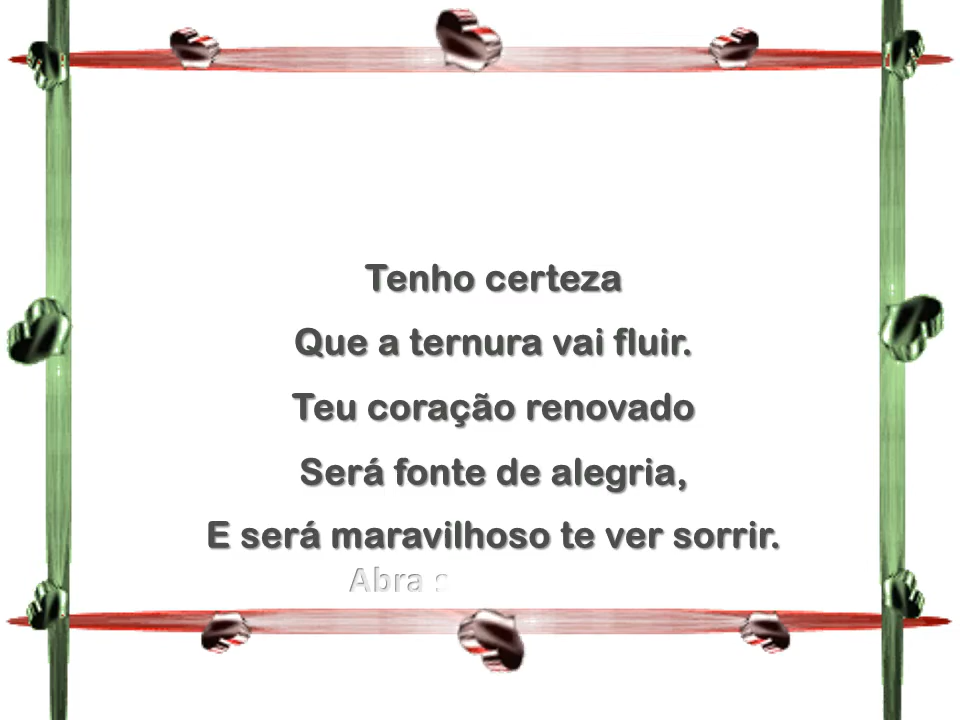 Tenho certeza
Que a ternura vai fluir.
Teu coração renovado
Será fonte de alegria,
E será maravilhoso te ver sorrir.
Abra